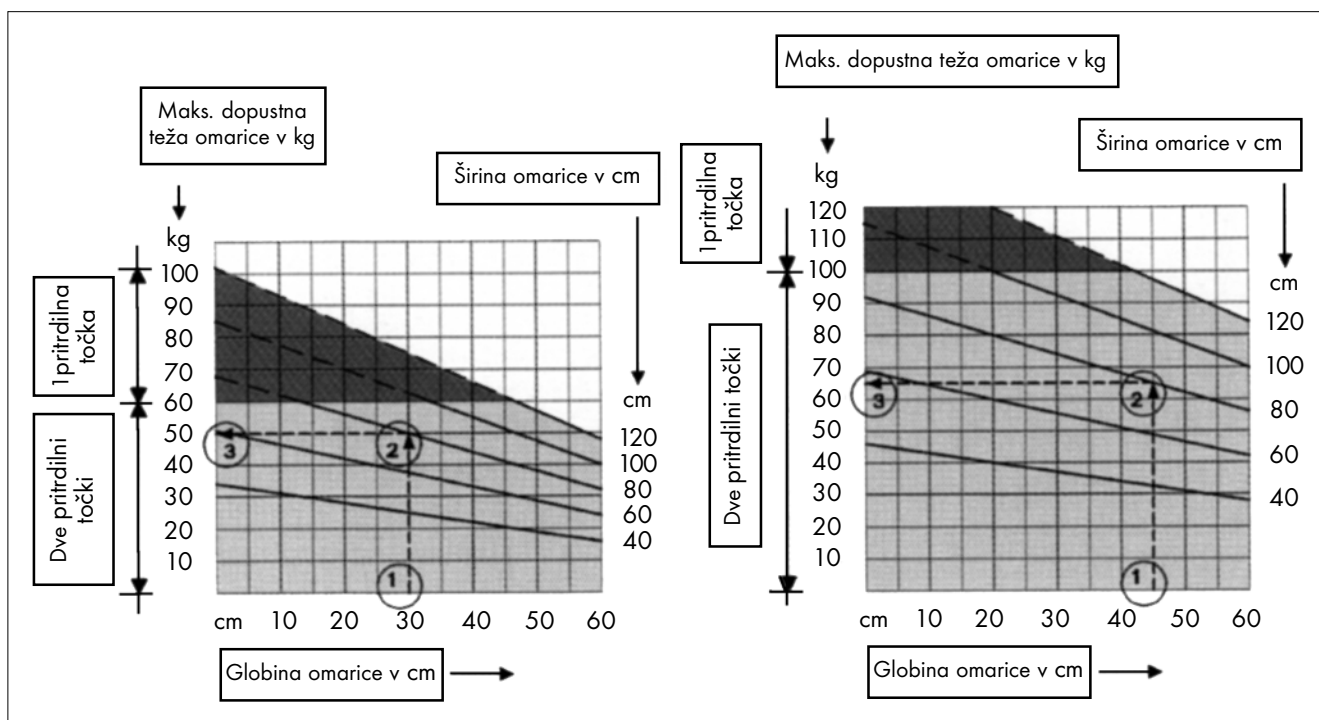 Maks. dopustna
teža omarice v kg
Širina omarice v cm
kg
100
90
80
70
60
50
40
30
20
10
1pritrdilna
točka
Dve pritrdilni
točki
3
2
1
cm
120
100
80
60
40
cm 10 20 30 40 50 60
Globina omarice v cm
Maks. dopustna teža omarice v kg
Širina omarice v cm
1pritrdilna
točka
kg
120
110
100
90
80
70
60
50
40
30
20
10
Dve pritrdilni točki
3
2
1
cm
120
100
80
60
40
cm 10 20 30 40 50 60
Globina omarice v cm